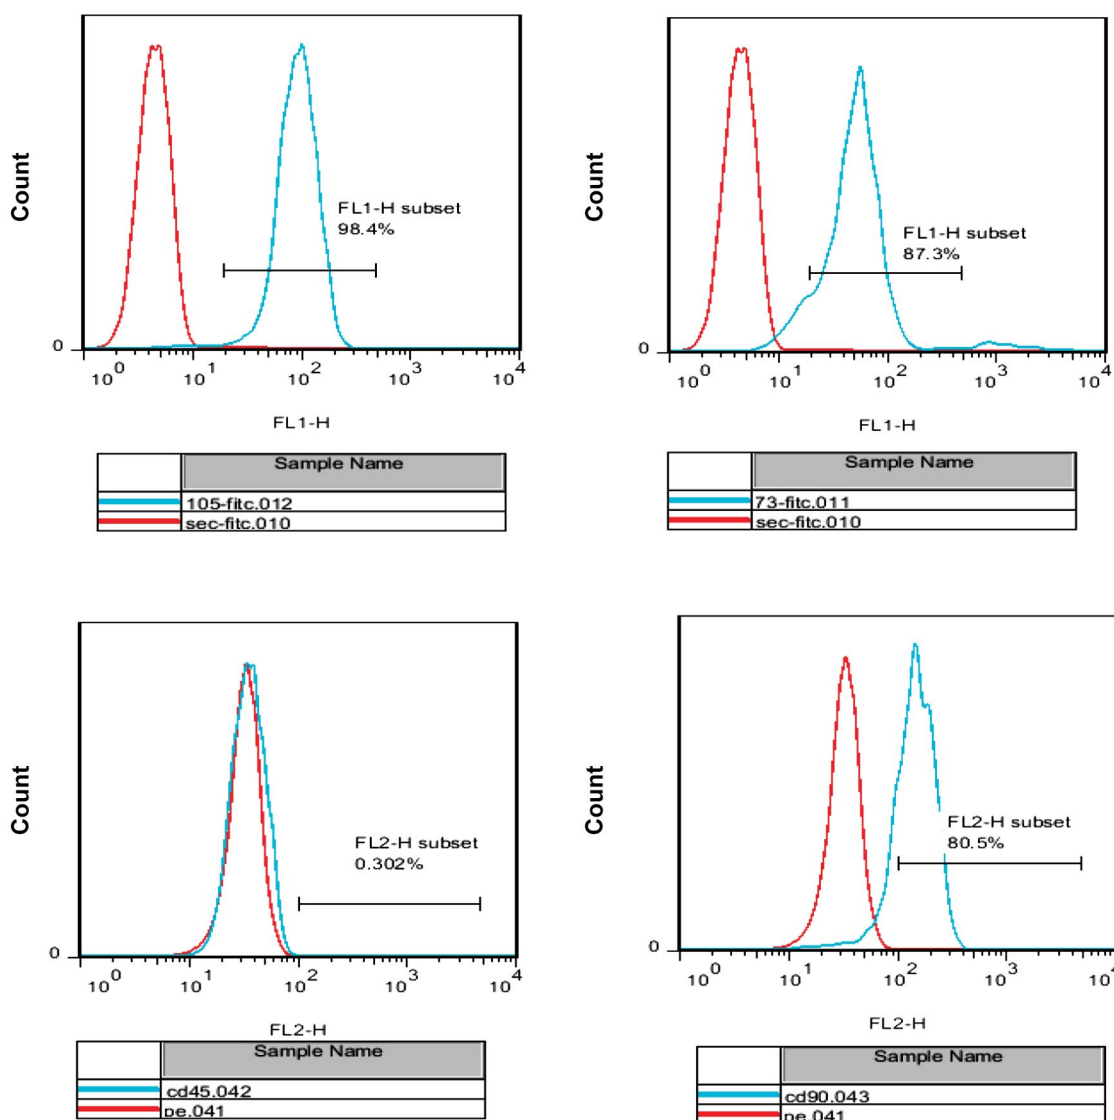 Count
FL1-H subset
98.4%
0
10^0 10^1 10^2 10^3 10^4
FL1-H
Sample Name
105-fitc.012
sec-fitc.010
Count
FL1-H subset
87.3%
0
10^0 10^1 10^2 10^3 10^4
FL1-H
Sample Name
73-fitc.011
sec-fitc.010
Count
FL2-H subset
0.302%
0
10^0 10^1 10^2 10^3 10^4
FL2-H
Sample Name
cd45.042
pe.041
Count
FL2-H subset
80.5%
0
10^0 10^1 10^2 10^3 10^4
FL2-H
Sample Name
cd90.043
pe.041